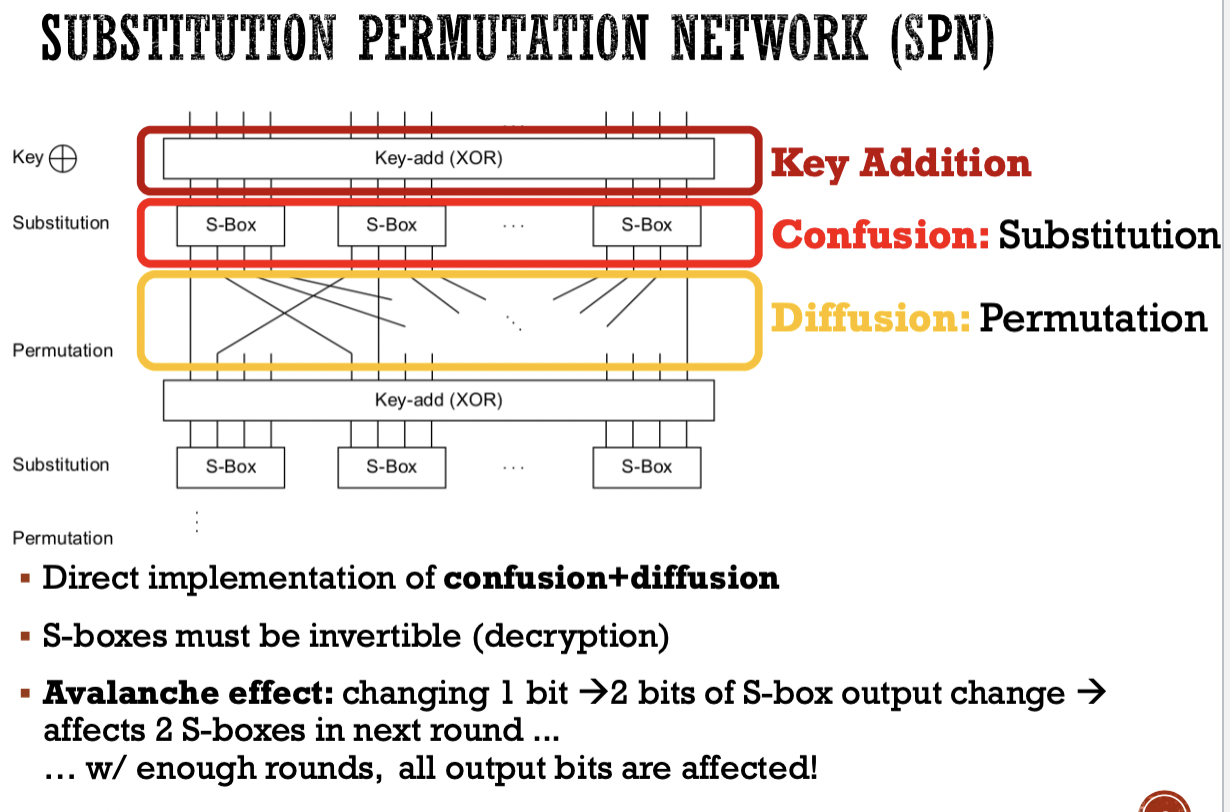 SUBSTITUTION PERMUTATION NETWORK (SPN)
...
Key ⊕ Key-add (XOR) Key Addition
Substitution S-Box S-Box ... S-Box Confusion: Substitution
Diffusion: Permutation
Permutation
Key-add (XOR)
Substitution S-Box S-Box ... S-Box
Permutation
▪ Direct implementation of confusion+diffusion
▪ S-boxes must be invertible (decryption)
▪ Avalanche effect: changing 1 bit →2 bits of S-box output change →
affects 2 S-boxes in next round ...
... w/ enough rounds, all output bits are affected!